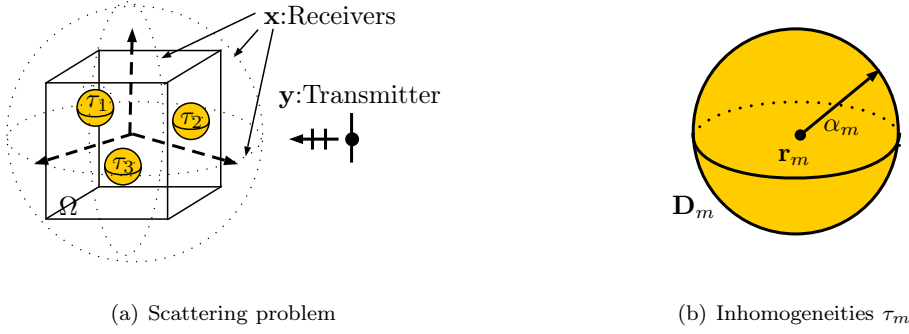 x:Receivers
y:Transmitter
τ₁
τ₂
τ₃
Ω
αₘ
rₘ
Dₘ
(a) Scattering problem
(b) Inhomogeneities τₘ